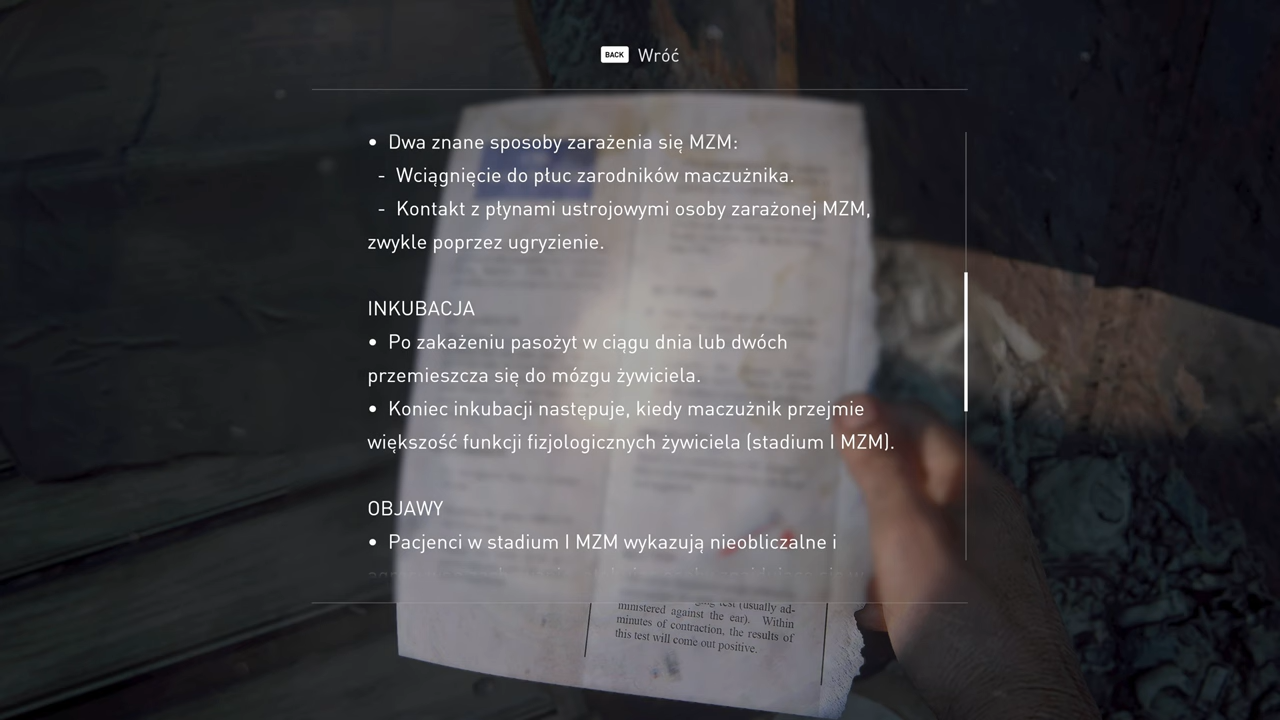 BACK Wróć
• Dwa znane sposoby zarażenia się MZM:
- Wciągnięcie do płuc zarodników maczużnika.
- Kontakt z płynami ustrojowymi osoby zarażonej MZM,
zwykle poprzez ugryzienie.
INKUBACJA
• Po zakażeniu pasożyt w ciągu dnia lub dwóch
przemieszcza się do mózgu żywiciela.
• Koniec inkubacji następuje, kiedy maczużnik przejmie
większość funkcji fizjologicznych żywiciela (stadium I MZM).
OBJAWY
• Pacjenci w stadium I MZM wykazują nieobliczalne i
test (usually ad-
ministered against the ear). Within
minutes of contraction, the results of
this test will come out positive.